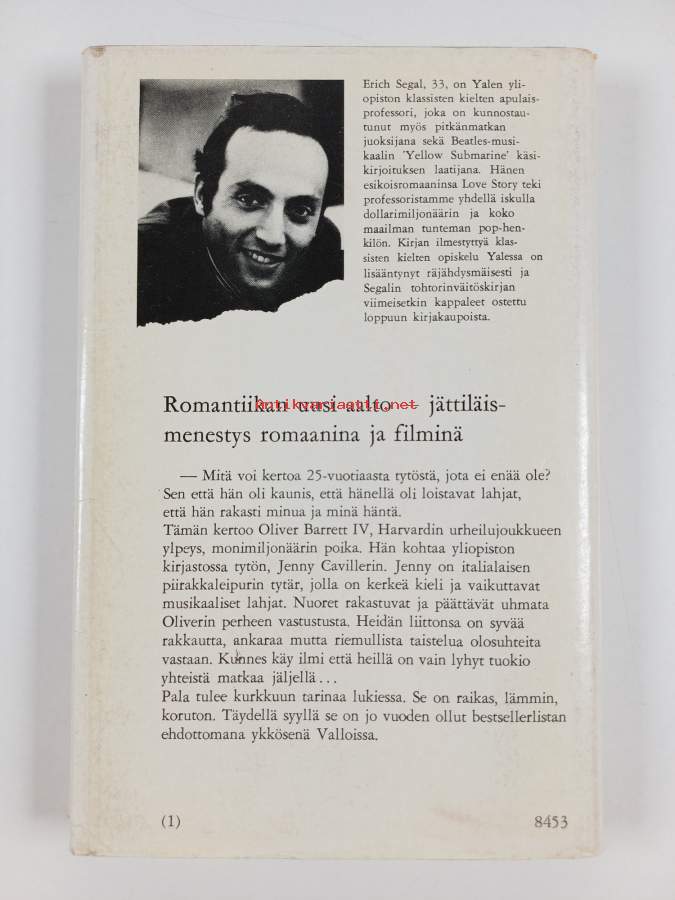 Erich Segal, 33, on Yalen yli-
opiston klassisten kielten apulais-
professori, joka on kunnostau-
tunut myös pitkänmatkan
juoksijana sekä Beatles-musi-
kaalin 'Yellow Submarine' käsi-
kirjoituksen laatijana. Hänen
esikoisromaaninsa Love Story teki
professoristamme yhdellä iskulla
dollarimiljonäärin ja koko
maailman tunteman pop-hen-
kilön. Kirjan ilmestyttyä klas-
sisten kielten opiskelu Yalessa on
lisääntynyt räjähdysmäisesti ja
Segalin tohtorinväitöskirjan
viimeisetkin kappaleet ostettu
loppuun kirjakaupoista.
Romantiikan uusi aalto — jättiläis-
antikvariaatti.net
menestys romaanina ja filminä
— Mitä voi kertoa 25-vuotiaasta tytöstä, jota ei enää ole?
Sen että hän oli kaunis, että hänellä oli loistavat lahjat,
että hän rakasti minua ja minä häntä.
Tämän kertoo Oliver Barrett IV, Harvardin urheilujoukkueen
ylpeys, monimiljonäärin poika. Hän kohtaa yliopiston
kirjastossa tytön, Jenny Cavillerin. Jenny on italialaisen
piirakkaleipurin tytär, jolla on kerkeä kieli ja vaikuttavat
musikaaliset lahjat. Nuoret rakastuvat ja päättävät uhmata
Oliverin perheen vastustusta. Heidän liittonsa on syvää
rakkautta, ankaraa mutta riemullista taistelua olosuhteita
vastaan. Kunnes käy ilmi että heillä on vain lyhyt tuokio
yhteistä matkaa jäljellä...
Pala tulee kurkkuun tarinaa lukiessa. Se on raikas, lämmin,
koruton. Täydellä syyllä se on jo vuoden ollut bestsellerlistan
ehdottomana ykkösenä Valloissa.
(1) 8453